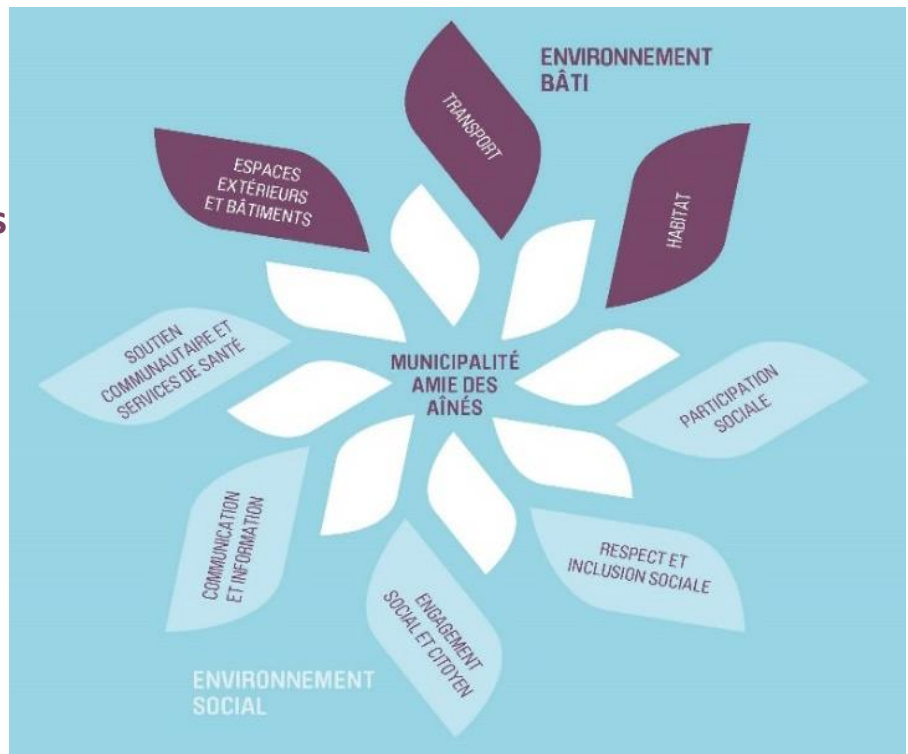 ENVIRONNEMENT
BÂTI
TRANSPORT
ESPACES
EXTÉRIEURS
ET BÂTIMENTS
HABITAT
S
SOUTIEN
COMMUNAUTAIRE ET
SERVICES DE SANTÉ
MUNICIPALITÉ
AMIE DES
AÎNÉS
PARTICIPATION
SOCIALE
COMMUNICATION
ET INFORMATION
RESPECT ET
INCLUSION SOCIALE
ENGAGEMENT
SOCIAL ET CITOYEN
ENVIRONNEMENT
SOCIAL